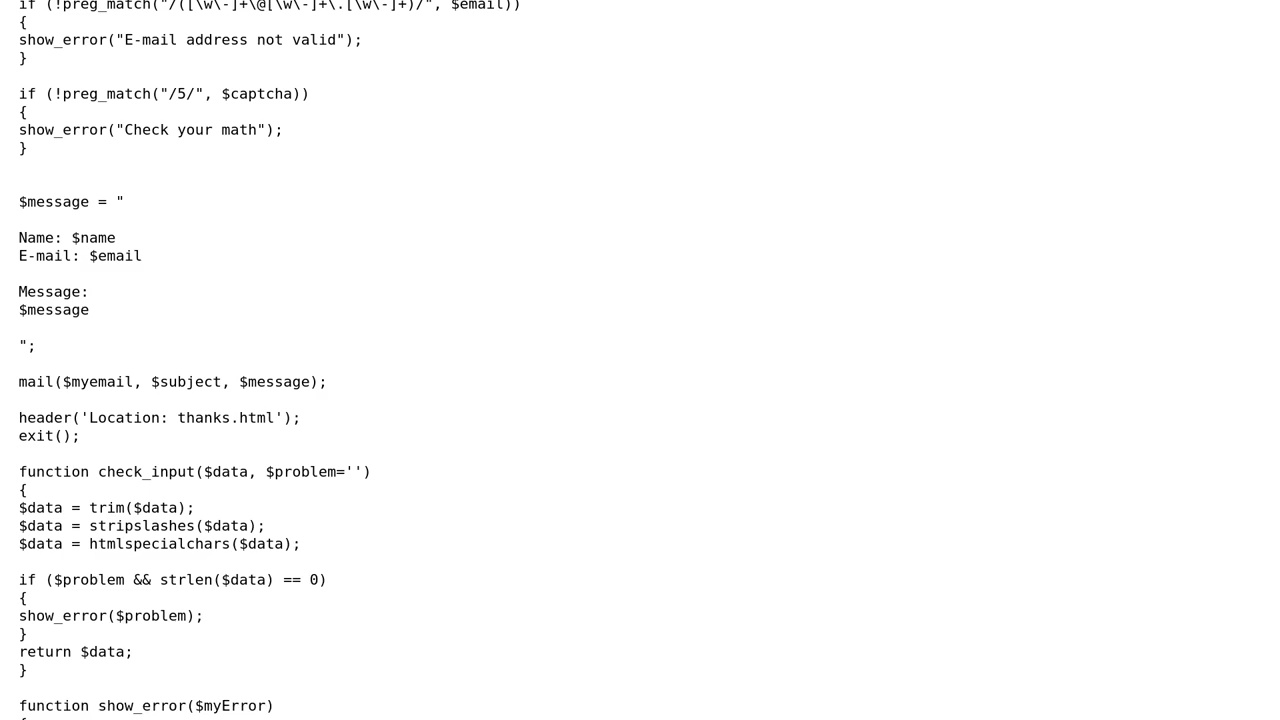 if (!preg_match("/([\w\-]+\@[\w\-]+\.[\w\-]+)/", $email))
{
show_error("E-mail address not valid");
}
if (!preg_match("/5/", $captcha))
{
show_error("Check your math");
}
$message = "
Name: $name
E-mail: $email
Message:
$message
";
mail($myemail, $subject, $message);
header('Location: thanks.html');
exit();
function check_input($data, $problem='')
{
$data = trim($data);
$data = stripslashes($data);
$data = htmlspecialchars($data);
if ($problem && strlen($data) == 0)
{
show_error($problem);
}
return $data;
}
function show_error($myError)
{